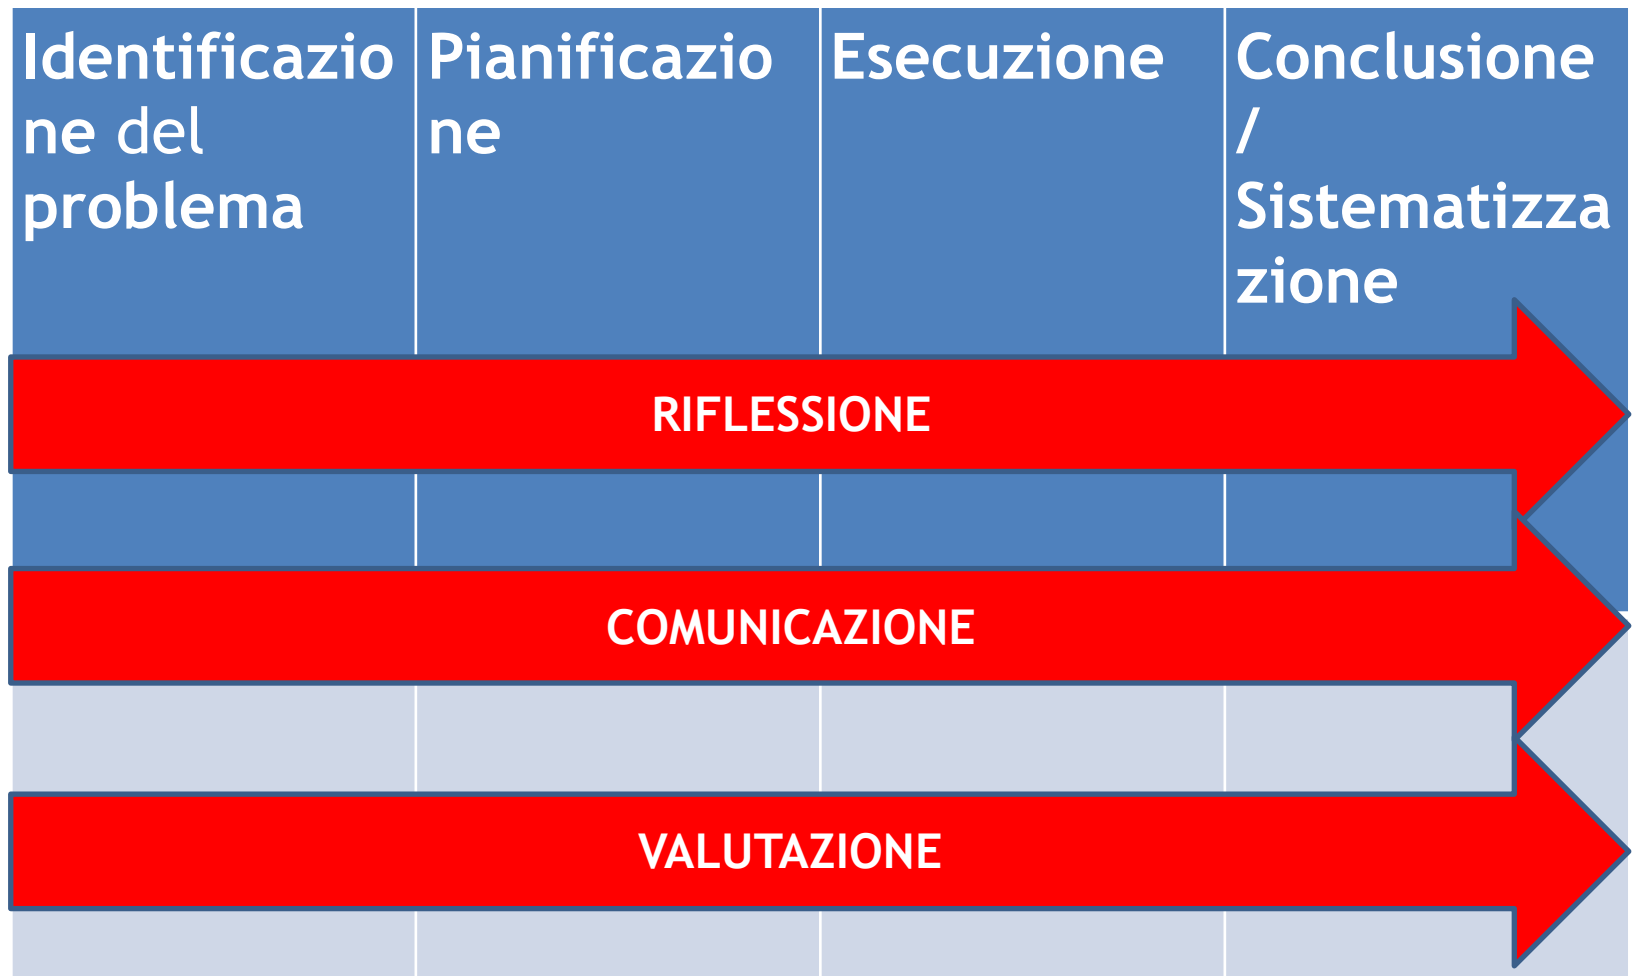 Identificazio
ne del
problema
Pianificazio
ne
Esecuzione
Conclusione
/
Sistematizza
zione
RIFLESSIONE
COMUNICAZIONE
VALUTAZIONE